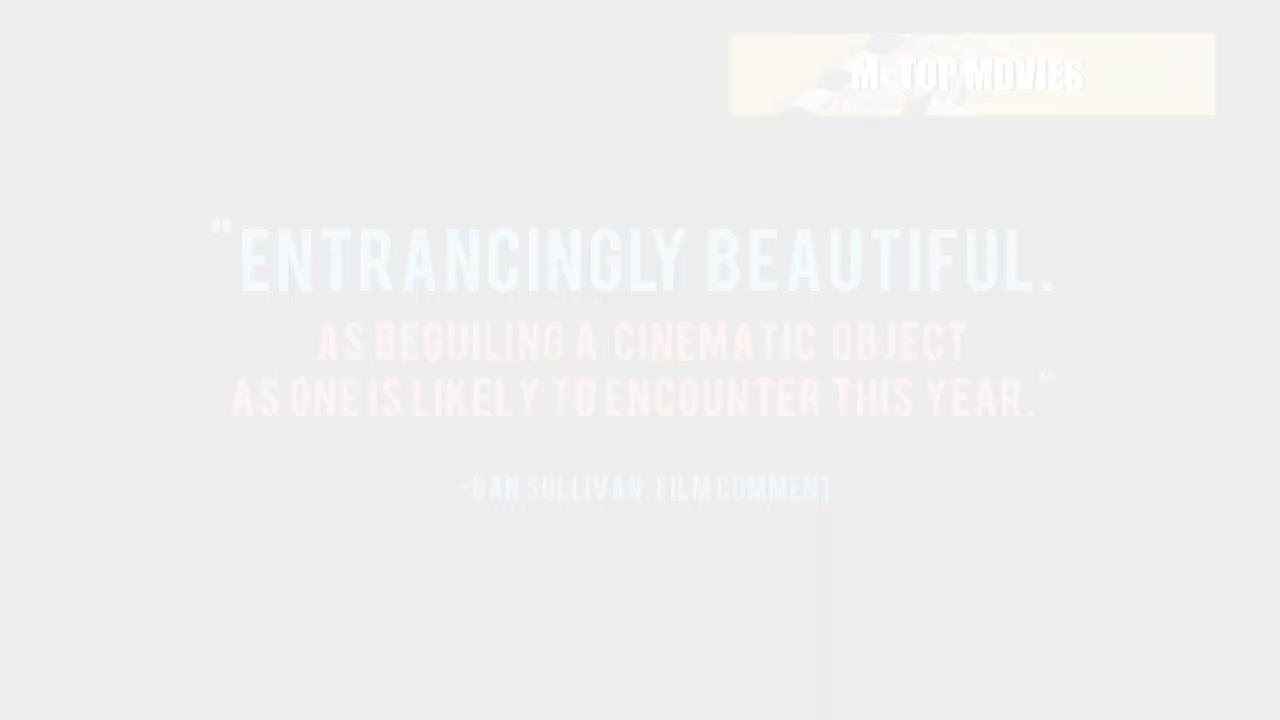 M- TOP MOVIES
"ENTRANCINGLY BEAUTIFUL.
AS BEGUILING A CINEMATIC OBJECT
AS ONE IS LIKELY TO ENCOUNTER THIS YEAR."
-DAN SULLIVAN, FILM COMMENT